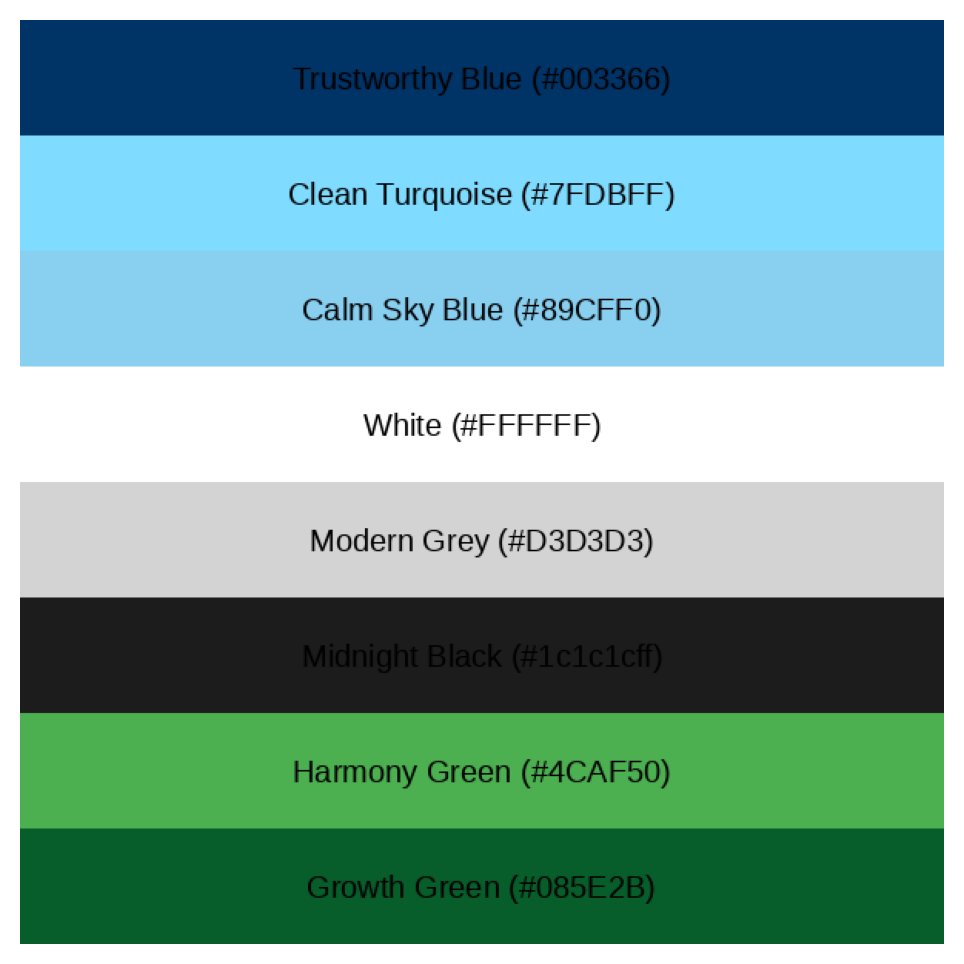 Trustworthy Blue (#003366)
Clean Turquoise (#7FDBFF)
Calm Sky Blue (#89CFF0)
White (#FFFFFF)
Modern Grey (#D3D3D3)
Midnight Black (#1c1c1cff)
Harmony Green (#4CAF50)
Growth Green (#085E2B)